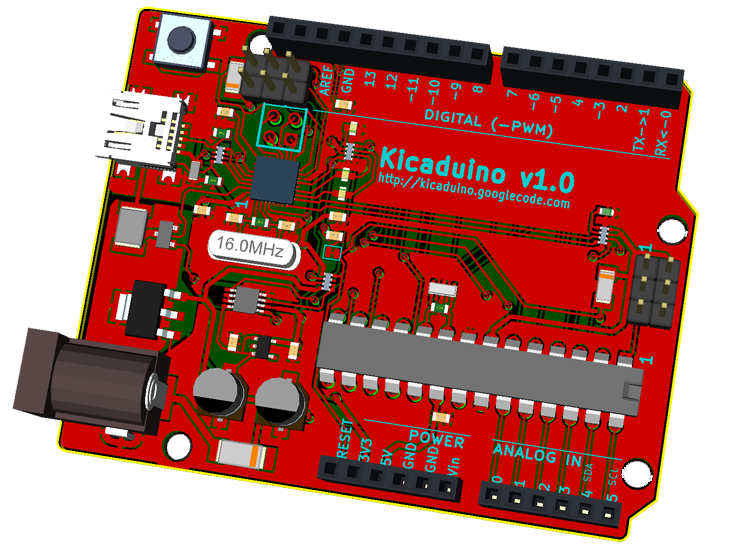 AREF
GND
13
12
~11
~10
~9
8
7
~6
~5
4
~3
2
TX->1
RX<-0
DIGITAL (~PWM)
Kicaduino v1.0
http://kicaduino.googlecode.com
1
1
16.0MHz
1
RESET
3V3
5V
GND
GND
Vin
POWER
ANALOG IN
0
1
2
3
4 SDA
5 SCL